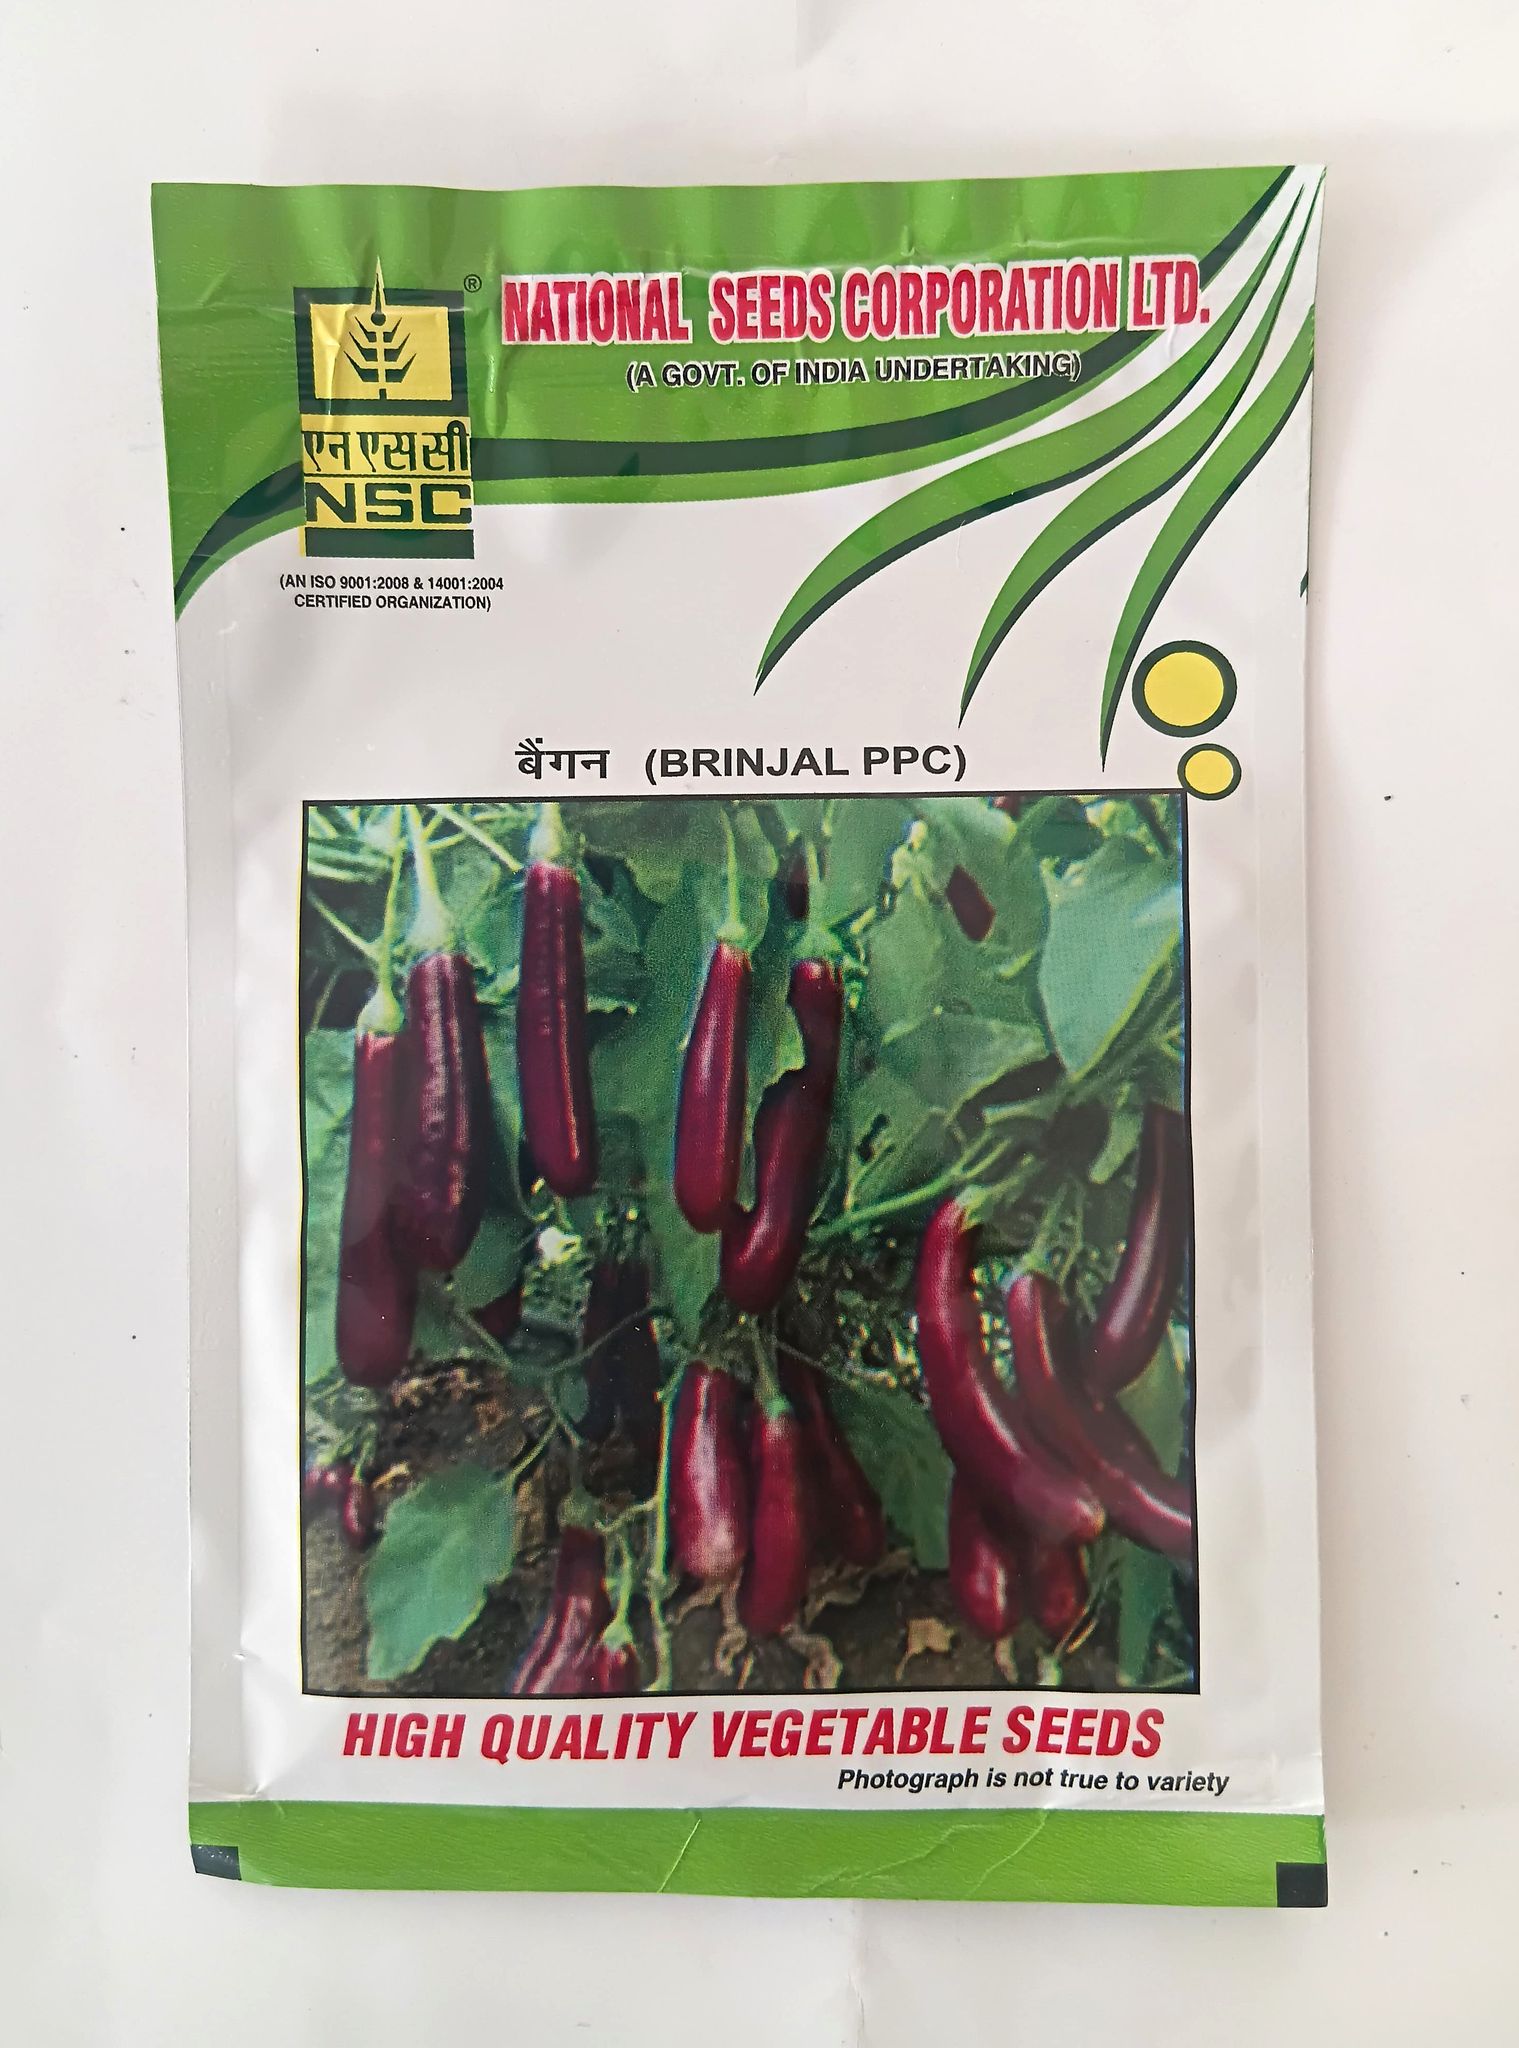 ®
NATIONAL SEEDS CORPORATION LTD.
(A GOVT. OF INDIA UNDERTAKING)
एन एस सी
NSC
(AN ISO 9001:2008 & 14001:2004
CERTIFIED ORGANIZATION)
बैंगन (BRINJAL PPC)
HIGH QUALITY VEGETABLE SEEDS
Photograph is not true to variety